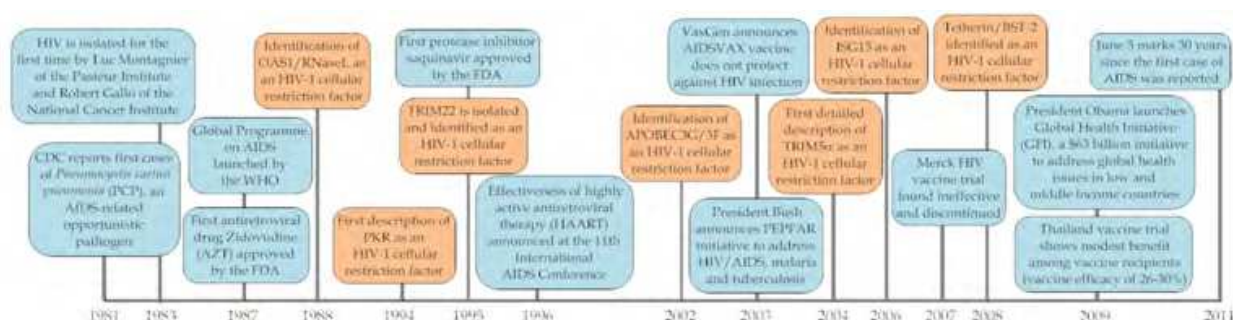 HIV is isolated for the
first time by Luc Montagnier
of the Pasteur Institute
and Robert Gallo of the
National Cancer Institute
CDC reports first cases
of Pneumocystis carinii
pneumonia (PCP), an
AIDS-related
opportunistic
pathogen
Global Programme
on AIDS
launched by
the WHO
First antiretroviral
drug Zidovudine
(AZT) approved
by the FDA
Identification of
OAS1/RNaseL as
an HIV-1 cellular
restriction factor
First description of
PKR as an
HIV-1 cellular
restriction factor
First protease inhibitor
saquinavir approved
by the FDA
TRIM22 is isolated
and identified as an
HIV-1 cellular
restriction factor
Effectiveness of highly
active antiretroviral
therapy (HAART)
announced at the 11th
International
AIDS Conference
Identification of
APOBEC3G/3F as
an HIV-1 cellular
restriction factor
VaxGen announces
AIDSVAX vaccine
does not protect
against HIV infection
President Bush
announces PEPFAR
initiative to address
HIV/AIDS, malaria
and tuberculosis
First detailed
description of
TRIM5α as an
HIV-1 cellular
restriction factor
Identification of
ISG15 as an
HIV-1 cellular
restriction factor
Merck HIV
vaccine trial
found ineffective
and discontinued
Tetherin/BST-2
identified as an
HIV-1 cellular
restriction factor
President Obama launches
Global Health Initiative
(GPI), a $63 billion initiative
to address global health
issues in low and
middle income countries
Thailand vaccine trial
shows modest benefit
among vaccine recipients
(vaccine efficacy of 26-30%)
June 5 marks 30 years
since the first case of
AIDS was reported
1981 1983 1987 1988 1994 1995 1996 2002 2003 2004 2006 2007 2008 2009 2011